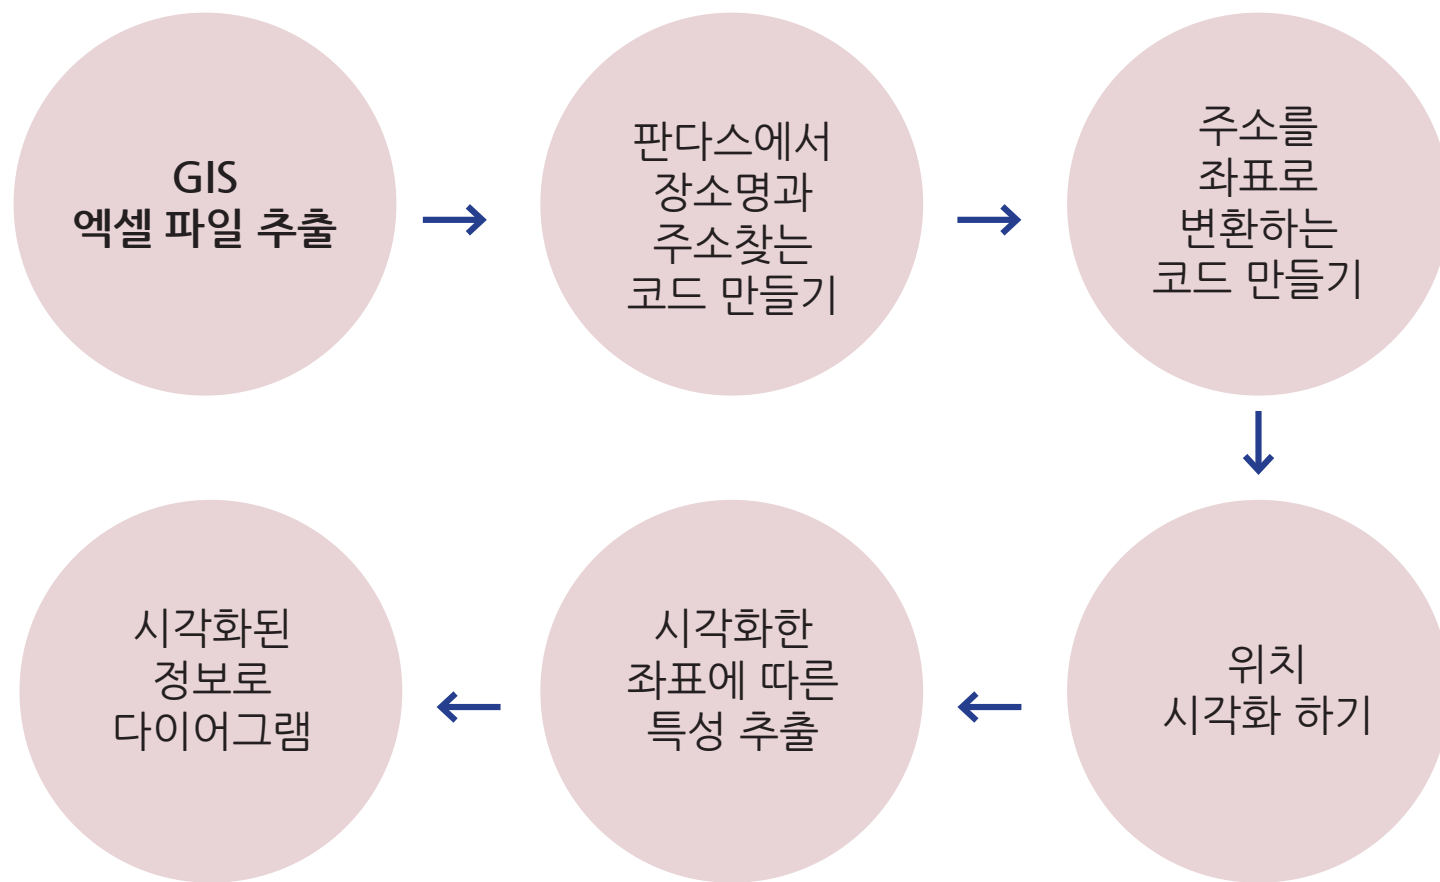 GIS
엑셀 파일 추출
판다스에서
장소명과
주소찾는
코드 만들기
주소를
좌표로
변환하는
코드 만들기
위치
시각화 하기
시각화한
좌표에 따른
특성 추출
시각화된
정보로
다이어그램